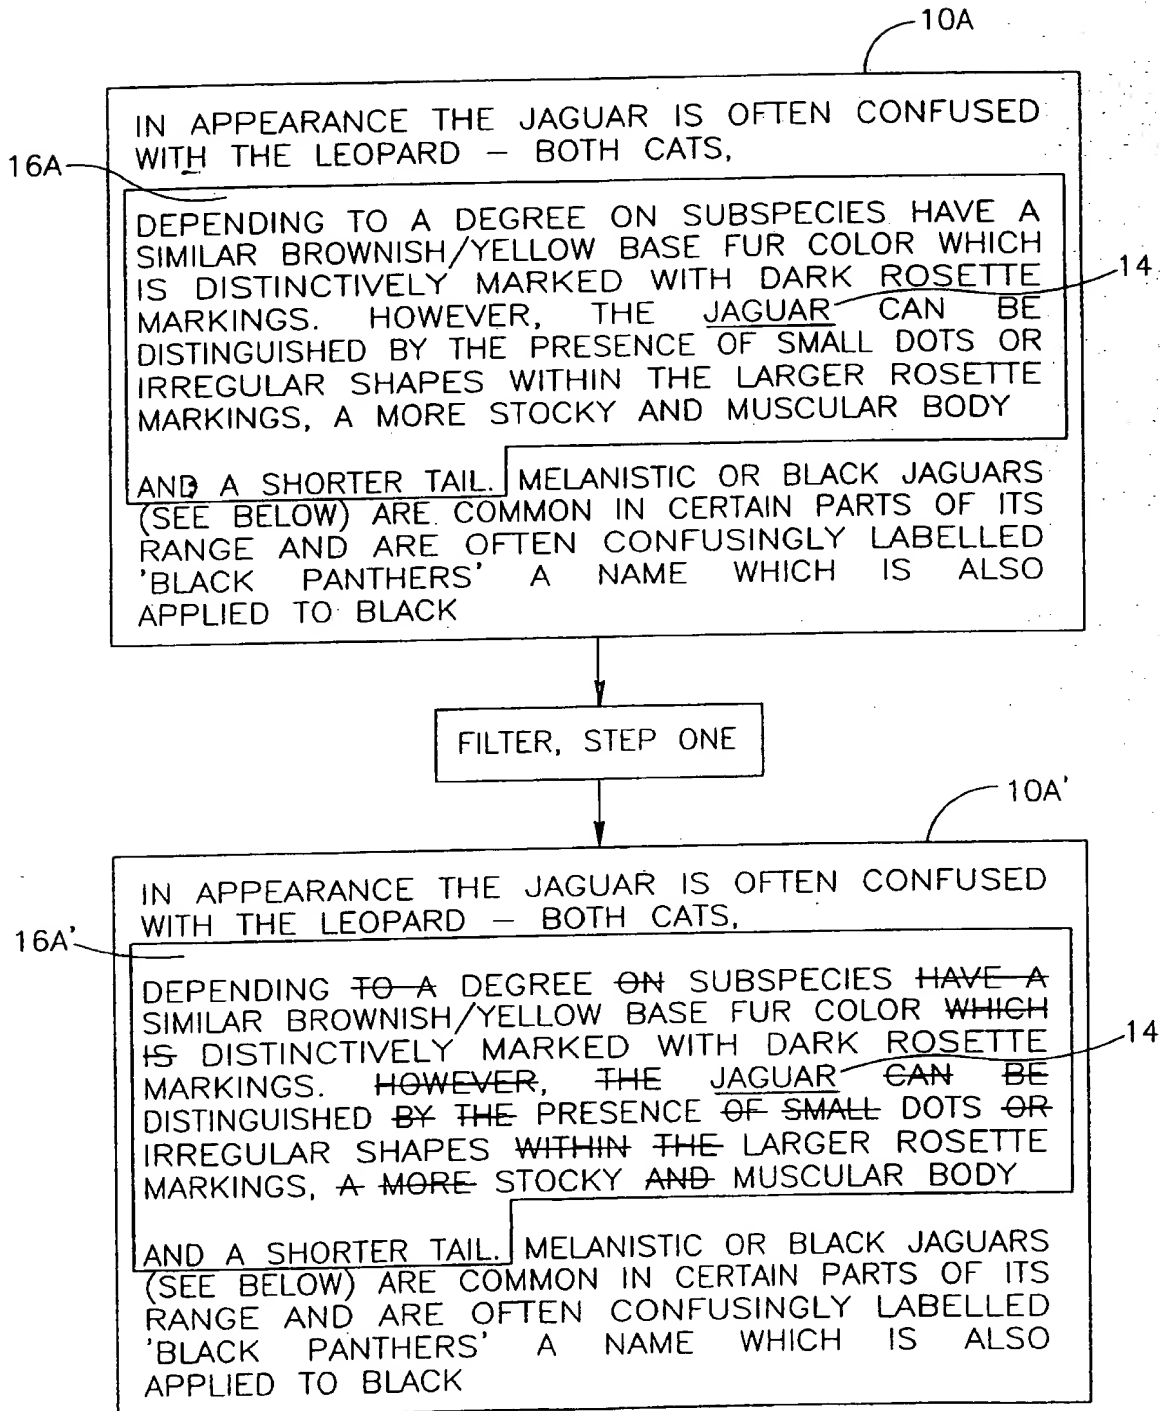 10A
IN APPEARANCE THE JAGUAR IS OFTEN CONFUSED
WITH THE LEOPARD – BOTH CATS,
16A
DEPENDING TO A DEGREE ON SUBSPECIES HAVE A
SIMILAR BROWNISH/YELLOW BASE FUR COLOR WHICH
IS DISTINCTIVELY MARKED WITH DARK ROSETTE
14
MARKINGS. HOWEVER, THE JAGUAR CAN BE
DISTINGUISHED BY THE PRESENCE OF SMALL DOTS OR
IRREGULAR SHAPES WITHIN THE LARGER ROSETTE
MARKINGS, A MORE STOCKY AND MUSCULAR BODY
AND A SHORTER TAIL. MELANISTIC OR BLACK JAGUARS
(SEE BELOW) ARE COMMON IN CERTAIN PARTS OF ITS
RANGE AND ARE OFTEN CONFUSINGLY LABELLED
'BLACK PANTHERS' A NAME WHICH IS ALSO
APPLIED TO BLACK
FILTER, STEP ONE
10A'
IN APPEARANCE THE JAGUAR IS OFTEN CONFUSED
WITH THE LEOPARD – BOTH CATS,
16A'
DEPENDING TO A DEGREE ON SUBSPECIES HAVE A
SIMILAR BROWNISH/YELLOW BASE FUR COLOR WHICH
IS DISTINCTIVELY MARKED WITH DARK ROSETTE
14
MARKINGS. HOWEVER, THE JAGUAR CAN BE
DISTINGUISHED BY THE PRESENCE OF SMALL DOTS OR
IRREGULAR SHAPES WITHIN THE LARGER ROSETTE
MARKINGS, A MORE STOCKY AND MUSCULAR BODY
AND A SHORTER TAIL. MELANISTIC OR BLACK JAGUARS
(SEE BELOW) ARE COMMON IN CERTAIN PARTS OF ITS
RANGE AND ARE OFTEN CONFUSINGLY LABELLED
'BLACK PANTHERS' A NAME WHICH IS ALSO
APPLIED TO BLACK